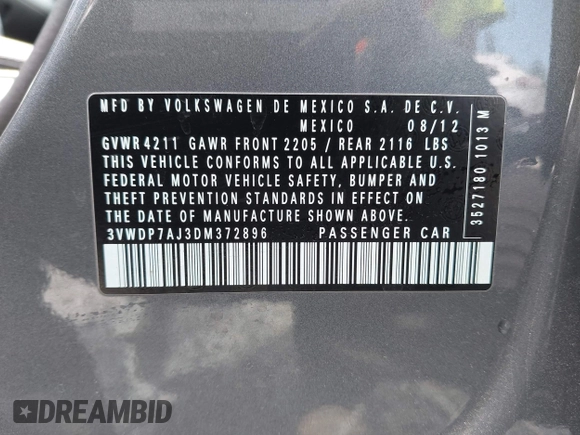 MFD BY VOLKSWAGEN DE MEXICO S.A. DE C.V.
MEXICO 08/12
GVWR 4211 GAWR FRONT 2205 / REAR 2116 LBS
THIS VEHICLE CONFORMS TO ALL APPLICABLE U.S.
FEDERAL MOTOR VEHICLE SAFETY, BUMPER AND
THEFT PREVENTION STANDARDS IN EFFECT ON
THE DATE OF MANUFACTURE SHOWN ABOVE.
3VWDP7AJ3DM372896 PASSENGER CAR
3527180 1013 M
DREAMBID